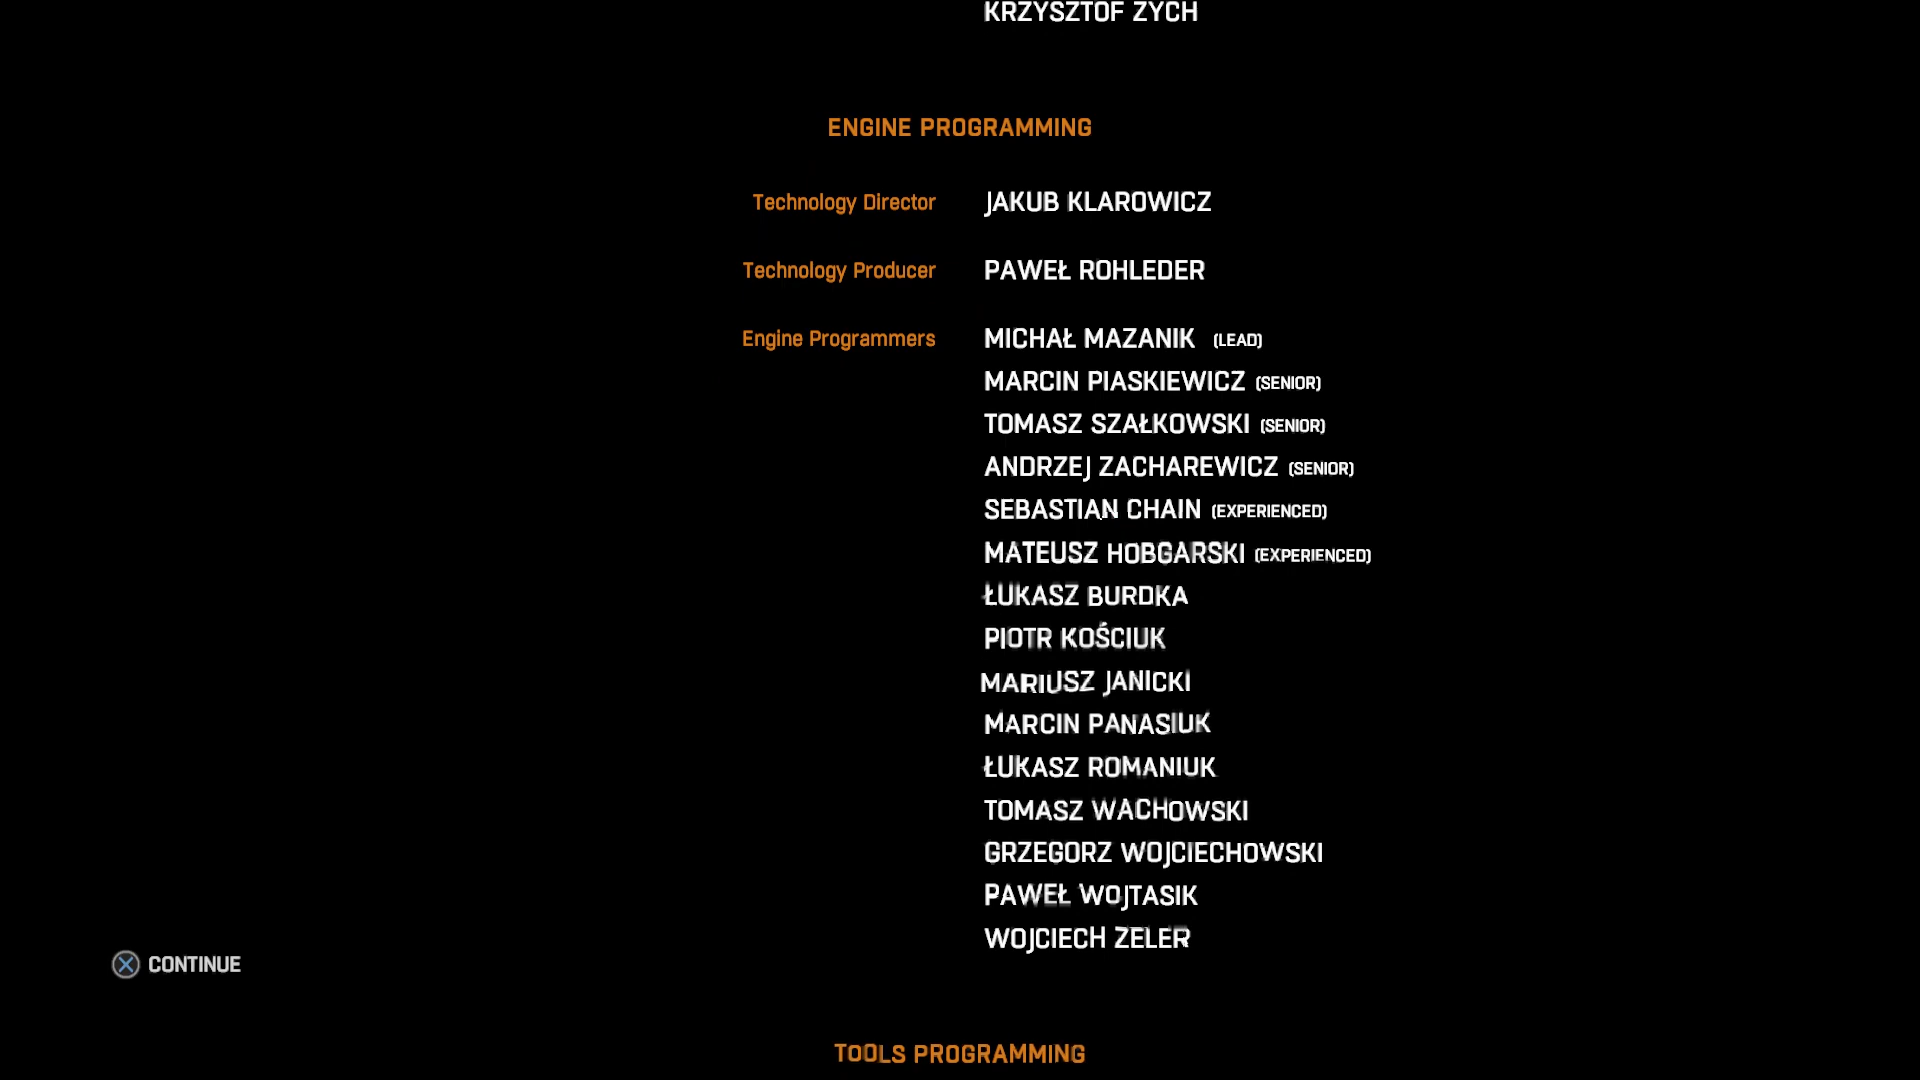 KRZYSZTOF ZYCH
ENGINE PROGRAMMING
Technology Director JAKUB KLAROWICZ
Technology Producer PAWEŁ ROHLEDER
Engine Programmers MICHAŁ MAZANIK (LEAD)
MARCIN PIASKIEWICZ (SENIOR)
TOMASZ SZAŁKOWSKI (SENIOR)
ANDRZEJ ZACHAREWICZ (SENIOR)
SEBASTIAN CHAIN (EXPERIENCED)
MATEUSZ HOBGARSKI (EXPERIENCED)
ŁUKASZ BURDKA
PIOTR KOŚCIUK
MARIUSZ JANICKI
MARCIN PANASIUK
ŁUKASZ ROMANIUK
TOMASZ WACHOWSKI
GRZEGORZ WOJCIECHOWSKI
PAWEŁ WOJTASIK
WOJCIECH ZELER
CONTINUE
TOOLS PROGRAMMING